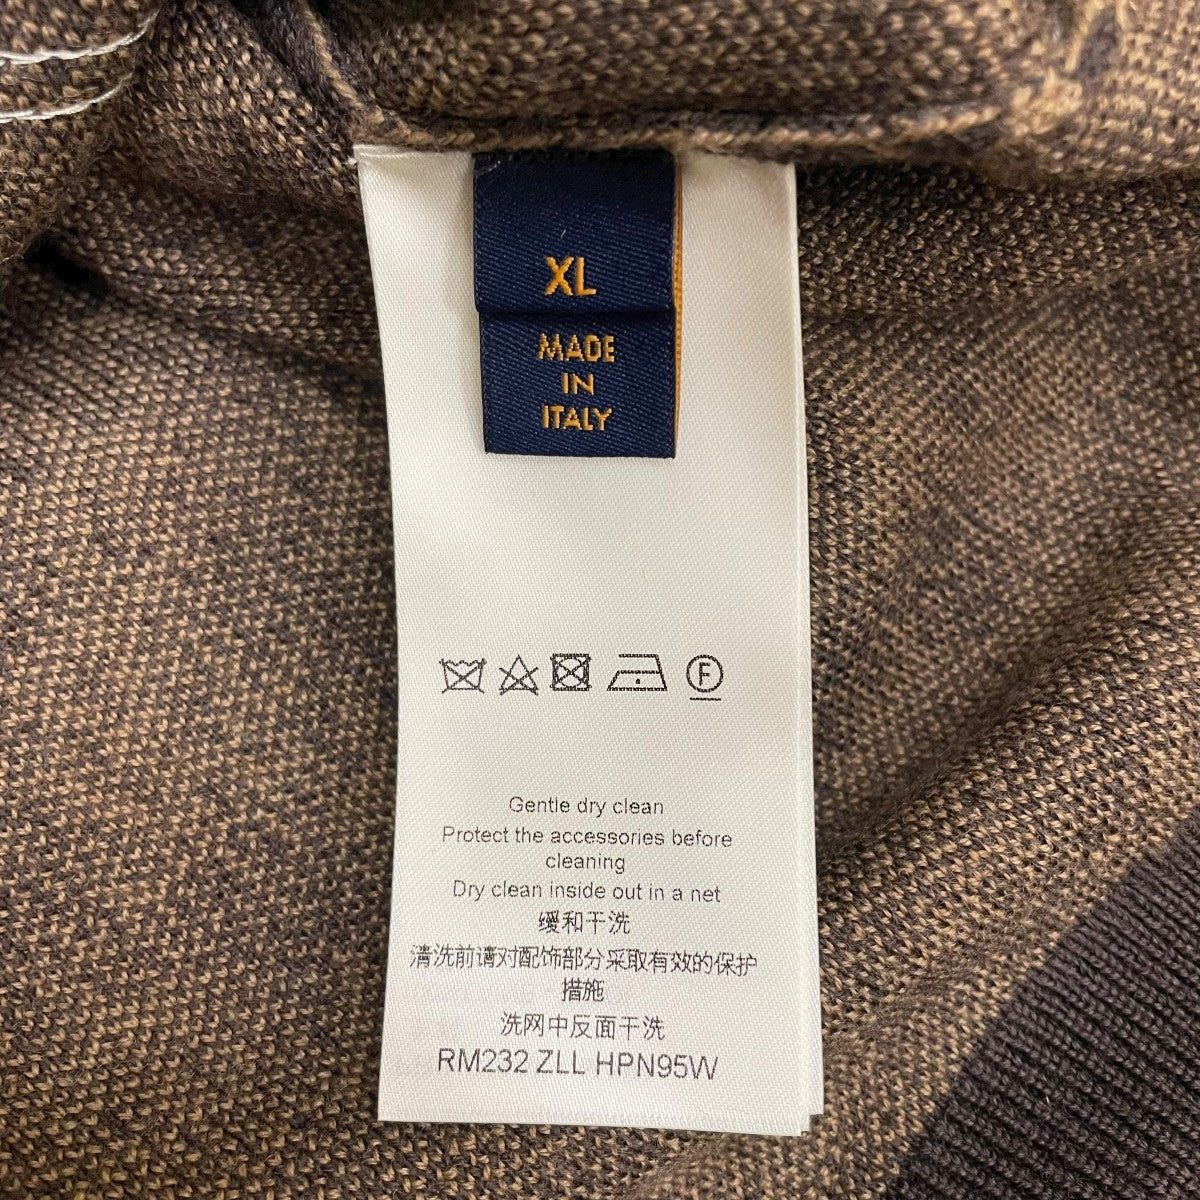 XL
MADE
IN
ITALY
F
Gentle dry clean
Protect the accessories before
cleaning
Dry clean inside out in a net
缓和干洗
清洗前请对配饰部分采取有效的保护
措施
洗网中反面干洗
RM232 ZLL HPN95W